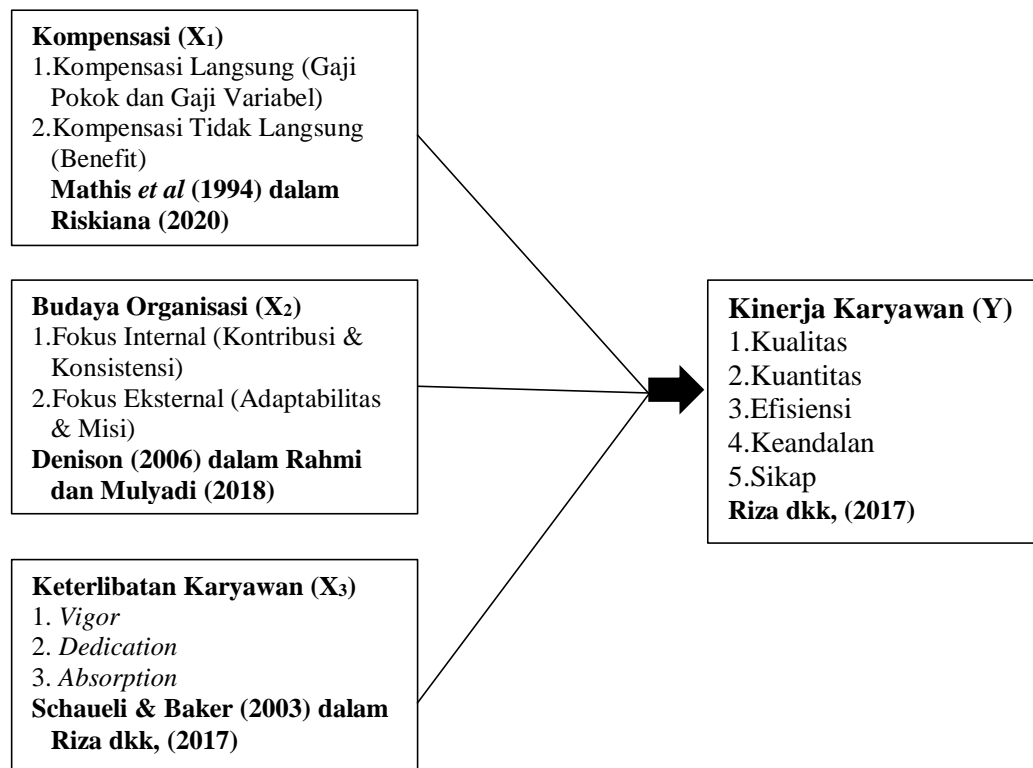 Kompensasi (X₁)
1.Kompensasi Langsung (Gaji
Pokok dan Gaji Variabel)
2.Kompensasi Tidak Langsung
(Benefit)
Mathis et al (1994) dalam
Riskiana (2020)
Budaya Organisasi (X₂)
1.Fokus Internal (Kontribusi &
Konsistensi)
2.Fokus Eksternal (Adaptabilitas
& Misi)
Denison (2006) dalam Rahmi
dan Mulyadi (2018)
Keterlibatan Karyawan (X₃)
1. Vigor
2. Dedication
3. Absorption
Schaueli & Baker (2003) dalam
Riza dkk, (2017)
Kinerja Karyawan (Y)
1.Kualitas
2.Kuantitas
3.Efisiensi
4.Keandalan
5.Sikap
Riza dkk, (2017)